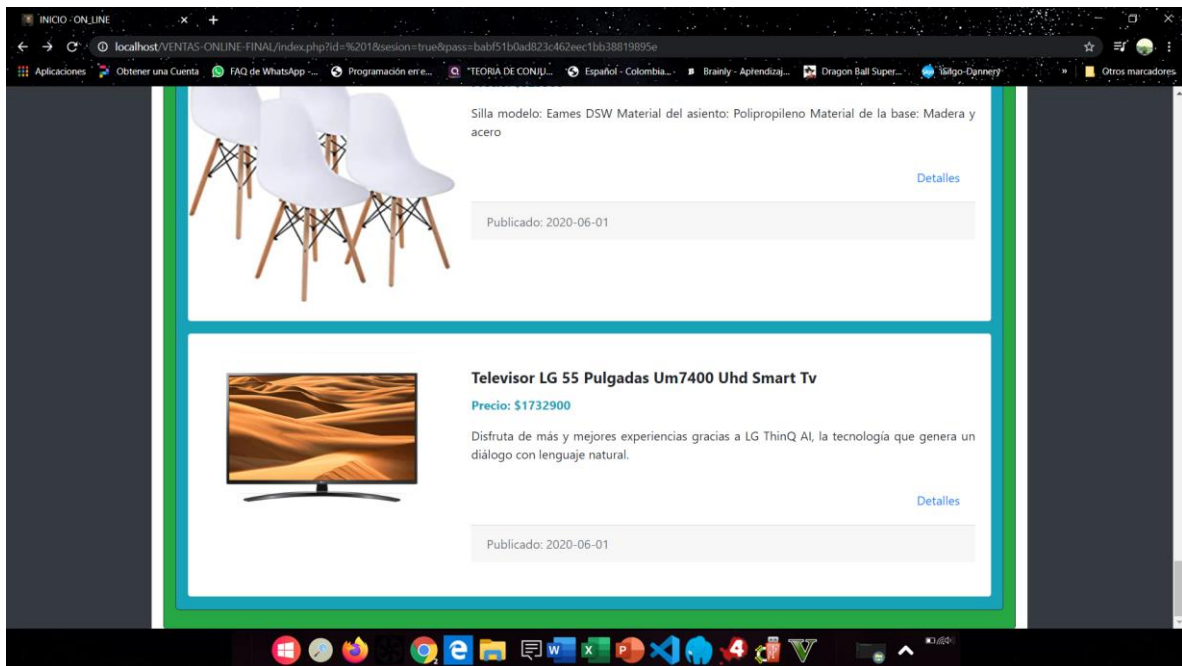 INICIO - ON_LINE
localhost/VENTAS-ONLINE-FINAL/index.php?id=%201&sesion=true&pass=babf51b0ad823c462eec1bb38819895e
Aplicaciones Obtener una Cuenta FAQ de WhatsApp -... Programación en e... "TEORIA DE CONJU... Español - Colombia... Brainly - Aprendizaj... Dragon Ball Super... » Otros marcadores
Silla modelo: Eames DSW Material del asiento: Polipropileno Material de la base: Madera y
acero
Detalles
Publicado: 2020-06-01
Televisor LG 55 Pulgadas Um7400 Uhd Smart Tv
Precio: $1732900
Disfruta de más y mejores experiencias gracias a LG ThinQ AI, la tecnología que genera un
diálogo con lenguaje natural.
Detalles
Publicado: 2020-06-01